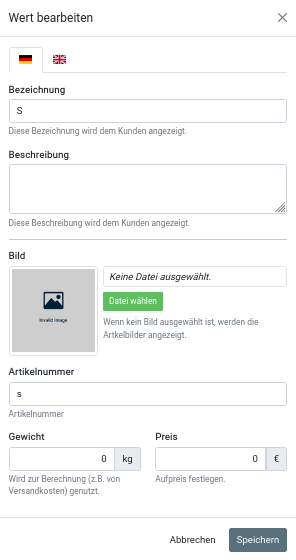 Wert bearbeiten
Bezeichnung
S
Diese Bezeichnung wird dem Kunden angezeigt.
Beschreibung
Diese Beschreibung wird dem Kunden angezeigt.
Bild
Invalid Image
Keine Datei ausgewählt.
Datei wählen
Wenn kein Bild ausgewählt ist, werden die
Artkelbilder angezeigt.
Artikelnummer
s
Artikelnummer
Gewicht
0 kg
Wird zur Berechnung (z.B. von
Versandkosten) genutzt.
Preis
0 €
Aufpreis festlegen.
Abbrechen
Speichern